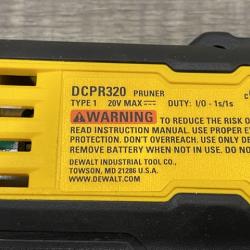 DCPR320 PRUNER
TYPE 1 20V MAX DUTY: I/O - 1s/1s
WARNING TO REDUCE THE RISK O
READ INSTRUCTION MANUAL. USE PROPER E
PROTECTION. DON'T OVERREACH. USE ONLY DE
REMOVE BATTERY WHEN NOT IN USE. DO N
DEWALT INDUSTRIAL TOOL CO.,
TOWSON, MD 21286 U.S.A.
WWW.DEWALT.COM